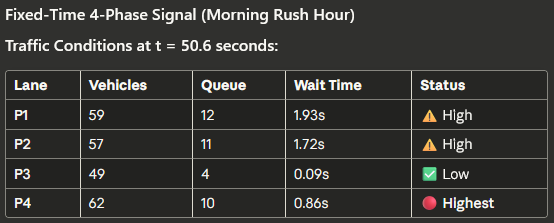 Fixed-Time 4-Phase Signal (Morning Rush Hour)
Traffic Conditions at t = 50.6 seconds:
Lane Vehicles Queue Wait Time Status
P1 59 12 1.93s ⚠️ High
P2 57 11 1.72s ⚠️ High
P3 49 4 0.09s ✅ Low
P4 62 10 0.86s 🔴 Highest